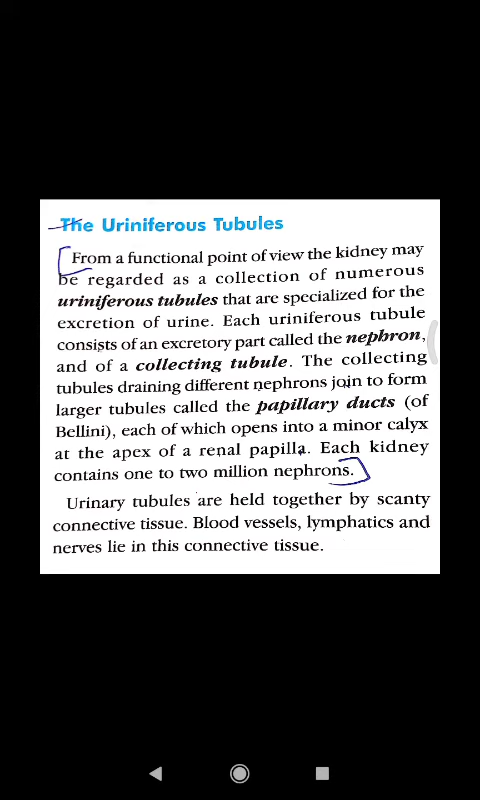 The Uriniferous Tubules
From a functional point of view the kidney may
be regarded as a collection of numerous
uriniferous tubules that are specialized for the
excretion of urine. Each uriniferous tubule
consists of an excretory part called the nephron,
and of a collecting tubule. The collecting
tubules draining different nephrons join to form
larger tubules called the papillary ducts (of
Bellini), each of which opens into a minor calyx
at the apex of a renal papilla. Each kidney
contains one to two million nephrons.
Urinary tubules are held together by scanty
connective tissue. Blood vessels, lymphatics and
nerves lie in this connective tissue.